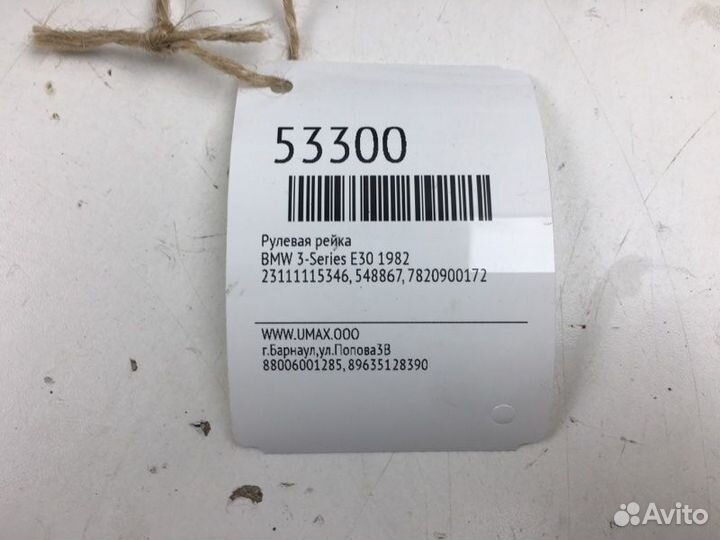 53300
Рулевая рейка
BMW 3-Series E30 1982
23111115346, 548867, 7820900172
WWW.UMAX.OOO
г.Барнаул,ул.Попова3В
88006001285, 89635128390
Avito